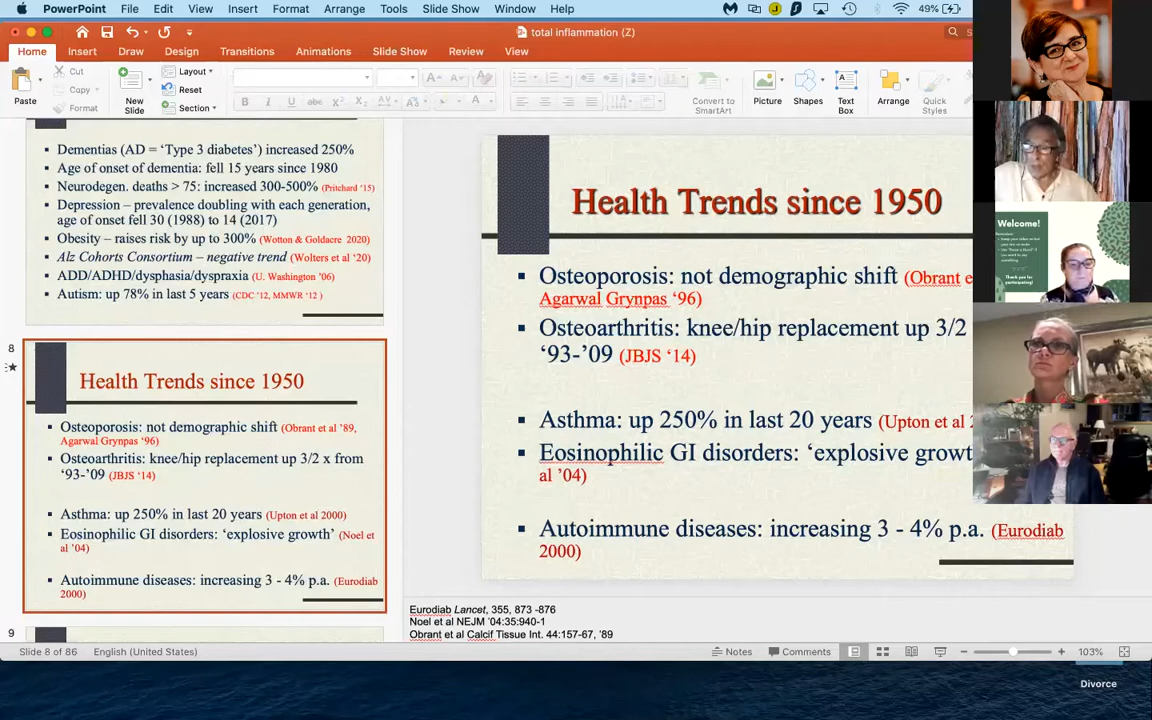 PowerPoint File Edit View Insert Format Arrange Tools Slide Show Window Help 49%
total inflammation (Z)
Home Insert Draw Design Transitions Animations Slide Show Review View
Paste Cut Copy Format New Slide Layout Reset Section
Convert to SmartArt Picture Shapes Text Box Arrange Quick Styles
Dementias (AD = ‘Type 3 diabetes’) increased 250%
Age of onset of dementia: fell 15 years since 1980
Neurodegen. deaths > 75: increased 300-500% (Pritchard ’15)
Depression – prevalence doubling with each generation,
age of onset fell 30 (1988) to 14 (2017)
Obesity – raises risk by up to 300% (Wotton & Goldacre 2020)
Alz Cohorts Consortium – negative trend (Wolters et al ‘20)
ADD/ADHD/dysphasia/dyspraxia (U. Washington ’06)
Autism: up 78% in last 5 years (CDC ’12, MMWR ‘12 )
8
Health Trends since 1950
Osteoporosis: not demographic shift (Obrant et al ’89,
Agarwal Grynpas ‘96)
Osteoarthritis: knee/hip replacement up 3/2 x from
‘93-’09 (JBJS ‘14)
Asthma: up 250% in last 20 years (Upton et al 2000)
Eosinophilic GI disorders: ‘explosive growth’ (Noel et
al ’04)
Autoimmune diseases: increasing 3 - 4% p.a. (Eurodiab
2000)
9
Health Trends since 1950
Osteoporosis: not demographic shift (Obrant e
Agarwal Grynpas ‘96)
Osteoarthritis: knee/hip replacement up 3/2
‘93-’09 (JBJS ‘14)
Asthma: up 250% in last 20 years (Upton et al 2
Eosinophilic GI disorders: ‘explosive growt
al ’04)
Autoimmune diseases: increasing 3 - 4% p.a. (Eurodiab
2000)
Eurodiab Lancet, 355, 873 -876
Noel et al NEJM ’04:35:940-1
Obrant et al Calcif Tissue Int. 44:157-67, ’89
Slide 8 of 86 English (United States) Notes Comments 103%
Welcome!
Thank you for
participating!
Divorce